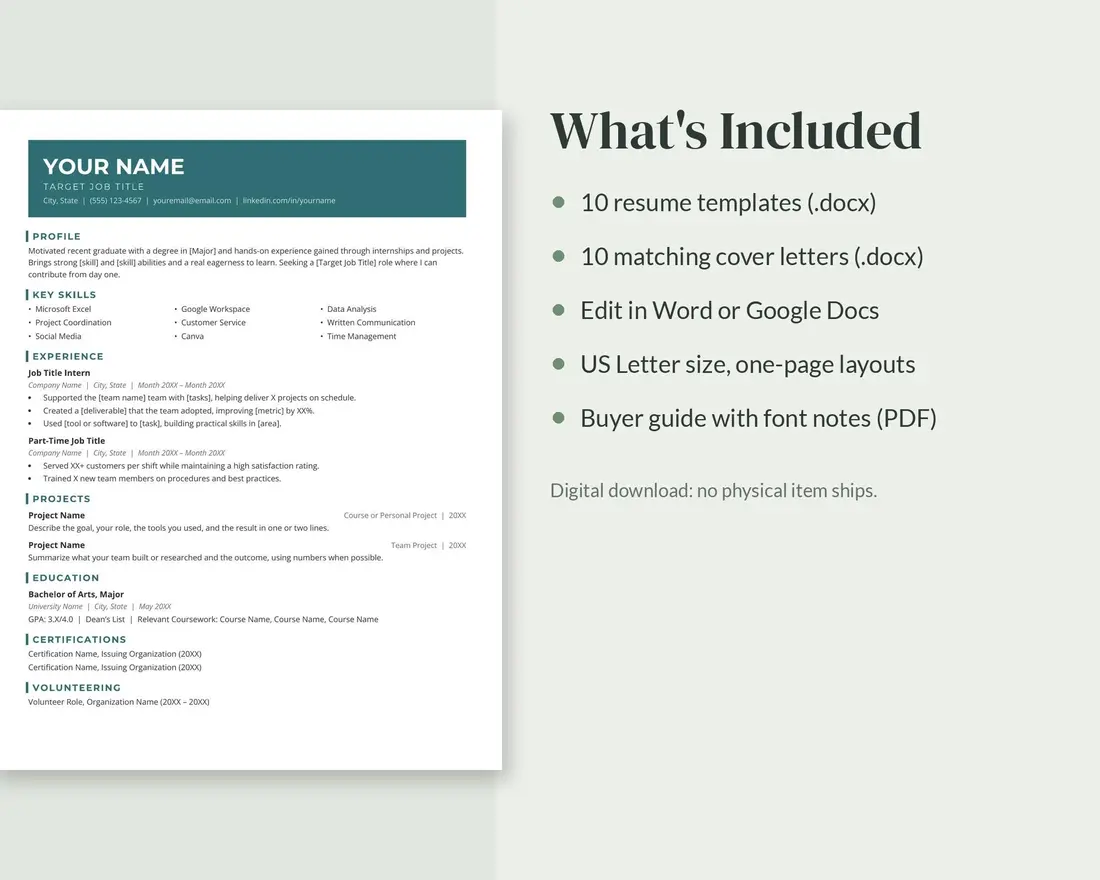 YOUR NAME
TARGET JOB TITLE
City, State | (555) 123-4567 | youremail@email.com | linkedin.com/in/yourname
PROFILE
Motivated recent graduate with a degree in [Major] and hands-on experience gained through internships and projects.
Brings strong [skill] and [skill] abilities and a real eagerness to learn. Seeking a [Target Job Title] role where I can
contribute from day one.
KEY SKILLS
• Microsoft Excel • Google Workspace • Data Analysis
• Project Coordination • Customer Service • Written Communication
• Social Media • Canva • Time Management
EXPERIENCE
Job Title Intern
Company Name | City, State | Month 20XX – Month 20XX
• Supported the [team name] team with [tasks], helping deliver X projects on schedule.
• Created a [deliverable] that the team adopted, improving [metric] by XX%.
• Used [tool or software] to [task], building practical skills in [area].
Part-Time Job Title
Company Name | City, State | Month 20XX – Month 20XX
• Served XX+ customers per shift while maintaining a high satisfaction rating.
• Trained X new team members on procedures and best practices.
PROJECTS
Project Name Course or Personal Project | 20XX
Describe the goal, your role, the tools you used, and the result in one or two lines.
Project Name Team Project | 20XX
Summarize what your team built or researched and the outcome, using numbers when possible.
EDUCATION
Bachelor of Arts, Major
University Name | City, State | May 20XX
GPA: 3.X/4.0 | Dean's List | Relevant Coursework: Course Name, Course Name, Course Name
CERTIFICATIONS
Certification Name, Issuing Organization (20XX)
Certification Name, Issuing Organization (20XX)
VOLUNTEERING
Volunteer Role, Organization Name (20XX – 20XX)
What's Included
• 10 resume templates (.docx)
• 10 matching cover letters (.docx)
• Edit in Word or Google Docs
• US Letter size, one-page layouts
• Buyer guide with font notes (PDF)
Digital download: no physical item ships.